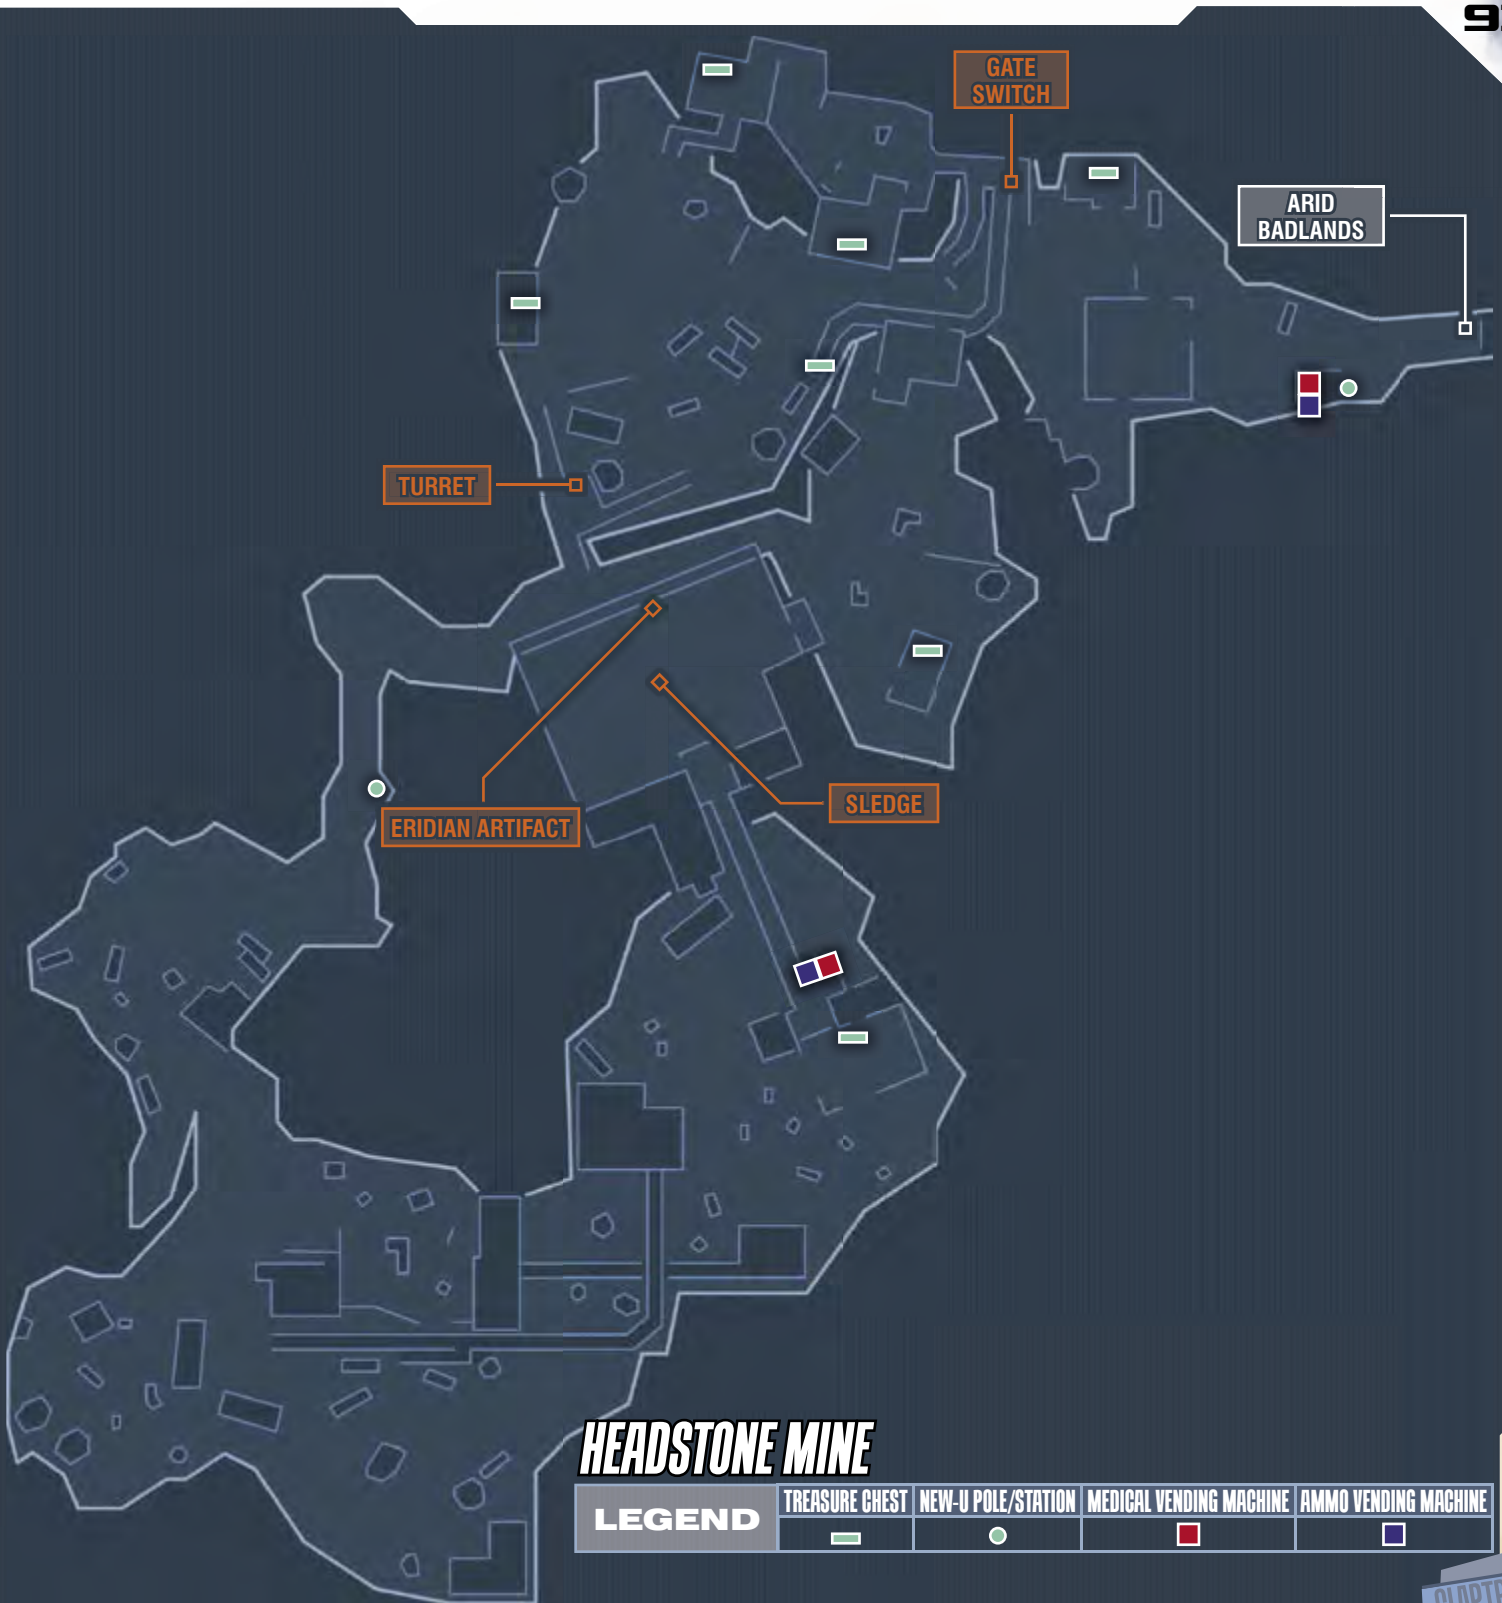 GATE
SWITCH
ARID
BADLANDS
TURRET
ERIDIAN ARTIFACT
SLEDGE
HEADSTONE MINE
LEGEND
TREASURE CHEST
NEW-U POLE/STATION
MEDICAL VENDING MACHINE
AMMO VENDING MACHINE